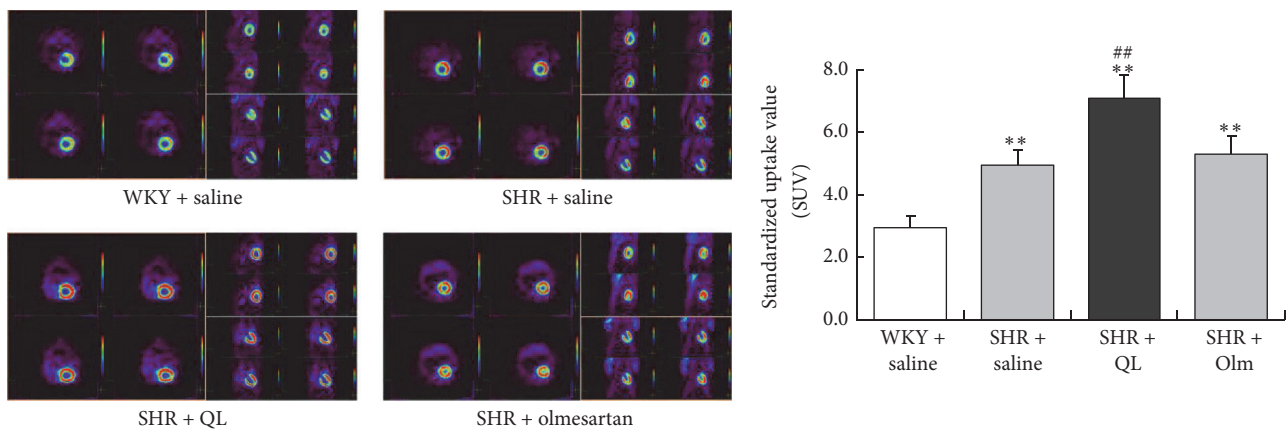 WKY + saline
SHR + saline
SHR + QL
SHR + olmesartan
Standardized uptake value
(SUV)
8.0
6.0
4.0
2.0
0.0
**
##
**
**
WKY +
saline
SHR +
saline
SHR +
QL
SHR +
Olm